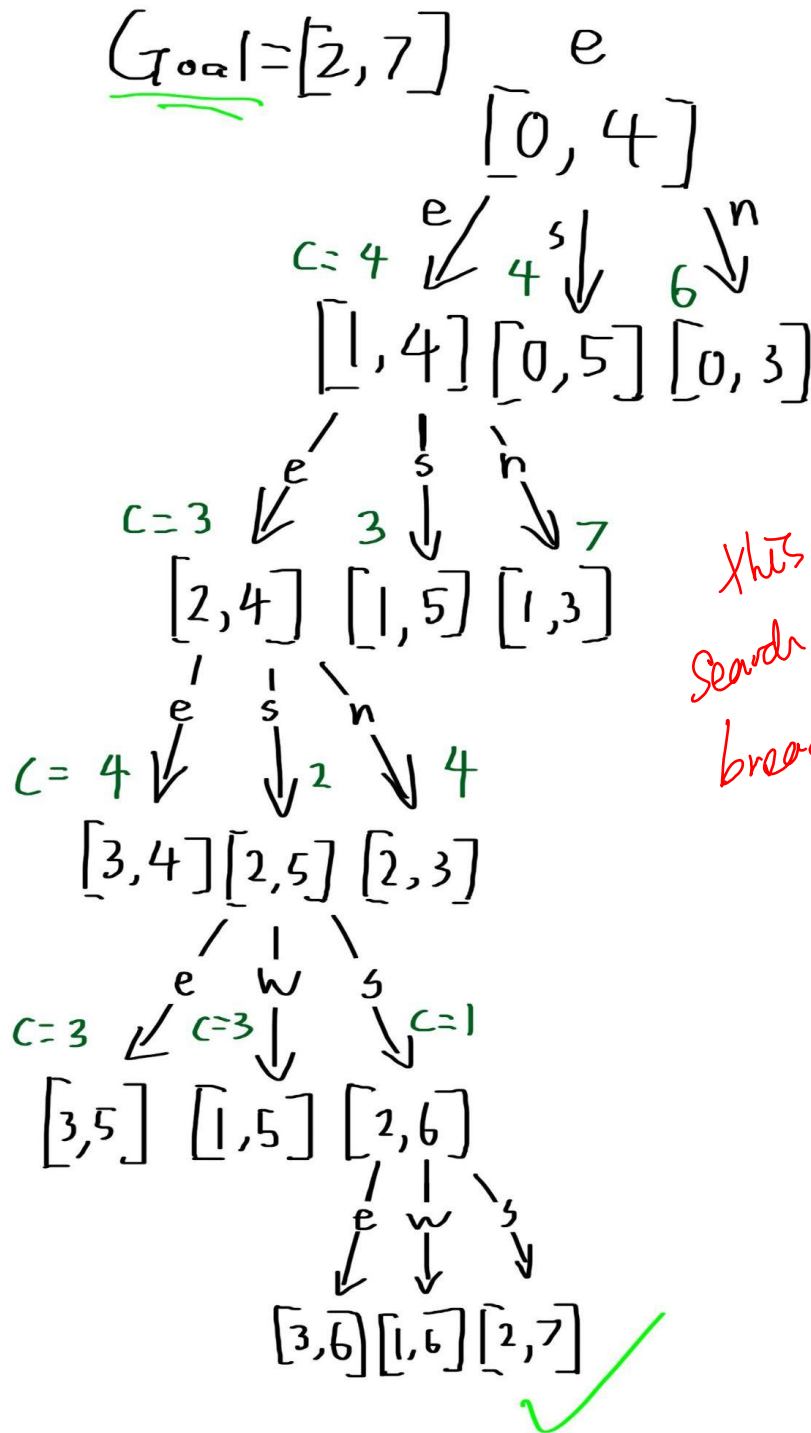 Goal=[2,7] e
[0,4]
e s n
C=4 4 6
[1,4] [0,5] [0,3]
e s n
C=3 3 7
[2,4] [1,5] [1,3]
this
Search
e s n
C= 4 2 4
[3,4] [2,5] [2,3]
e w s
C=3 C=3 C=1
[3,5] [1,5] [2,6]
e w s
[3,6] [1,6] [2,7]